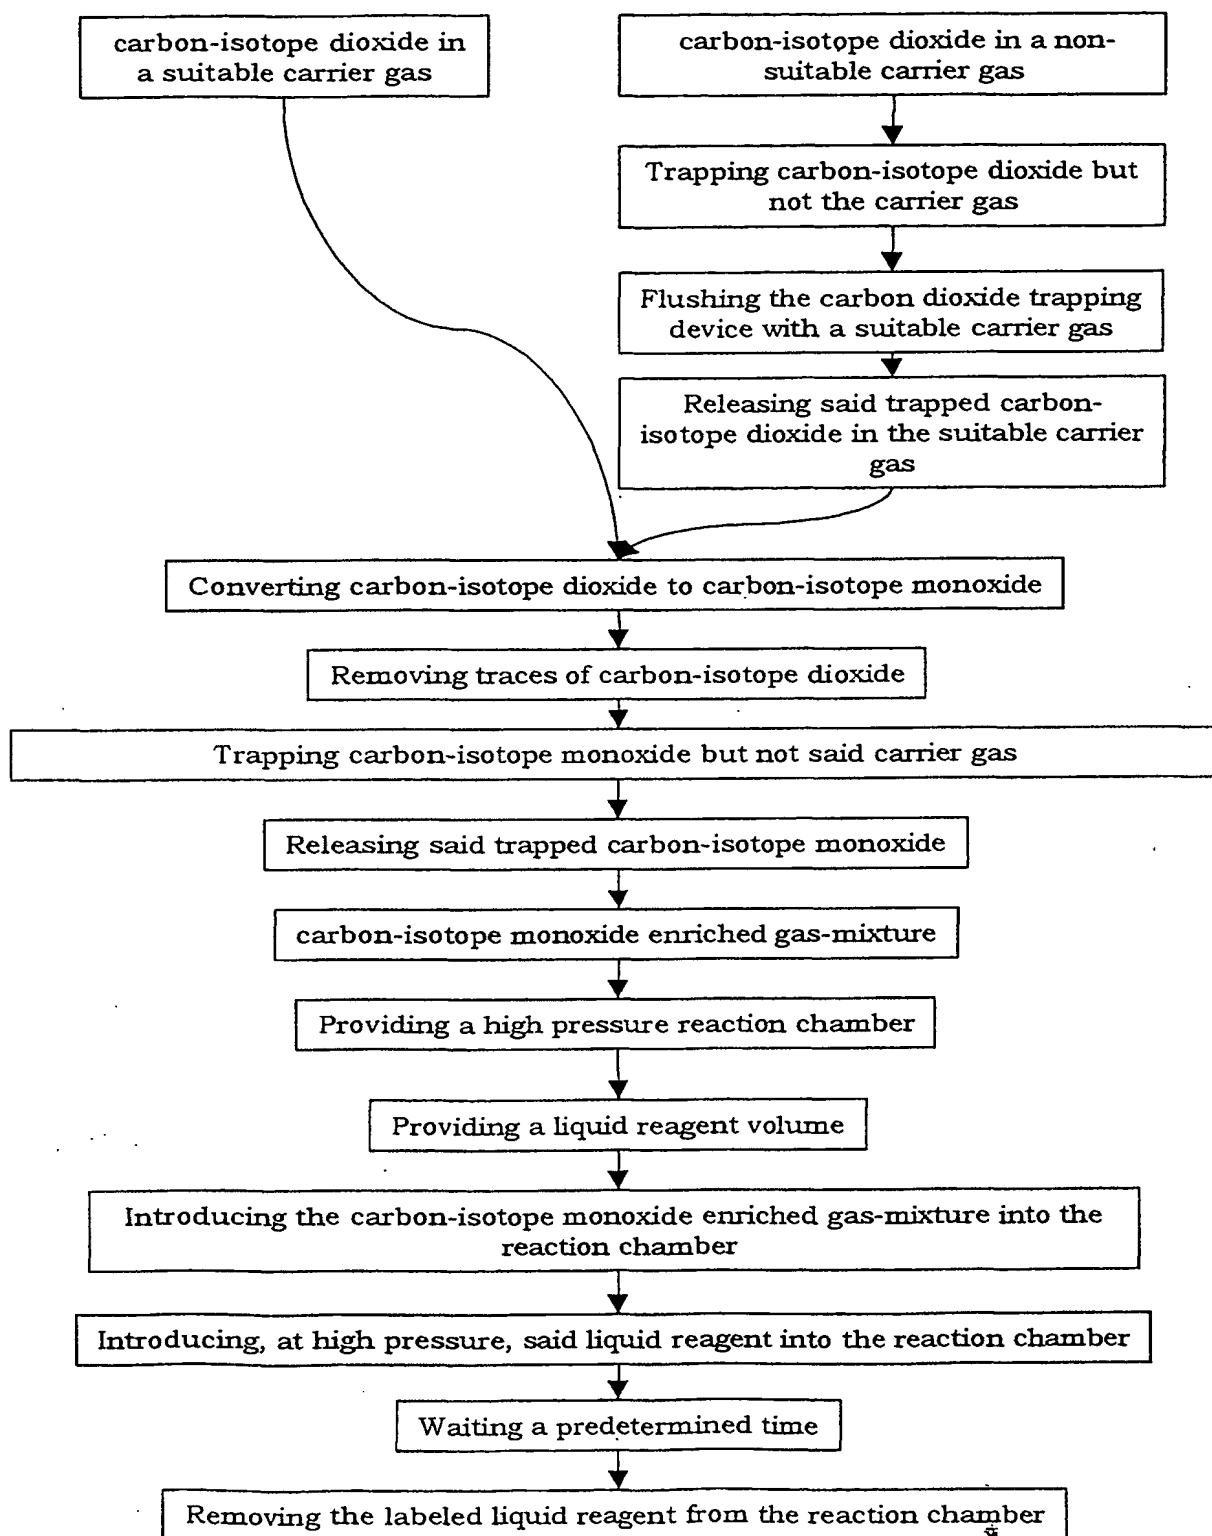 carbon-isotope dioxide in
a suitable carrier gas
carbon-isotope dioxide in a non-
suitable carrier gas
Trapping carbon-isotope dioxide but
not the carrier gas
Flushing the carbon dioxide trapping
device with a suitable carrier gas
Releasing said trapped carbon-
isotope dioxide in the suitable carrier
gas
Converting carbon-isotope dioxide to carbon-isotope monoxide
Removing traces of carbon-isotope dioxide
Trapping carbon-isotope monoxide but not said carrier gas
Releasing said trapped carbon-isotope monoxide
carbon-isotope monoxide enriched gas-mixture
Providing a high pressure reaction chamber
Providing a liquid reagent volume
Introducing the carbon-isotope monoxide enriched gas-mixture into the
reaction chamber
Introducing, at high pressure, said liquid reagent into the reaction chamber
Waiting a predetermined time
Removing the labeled liquid reagent from the reaction chamber